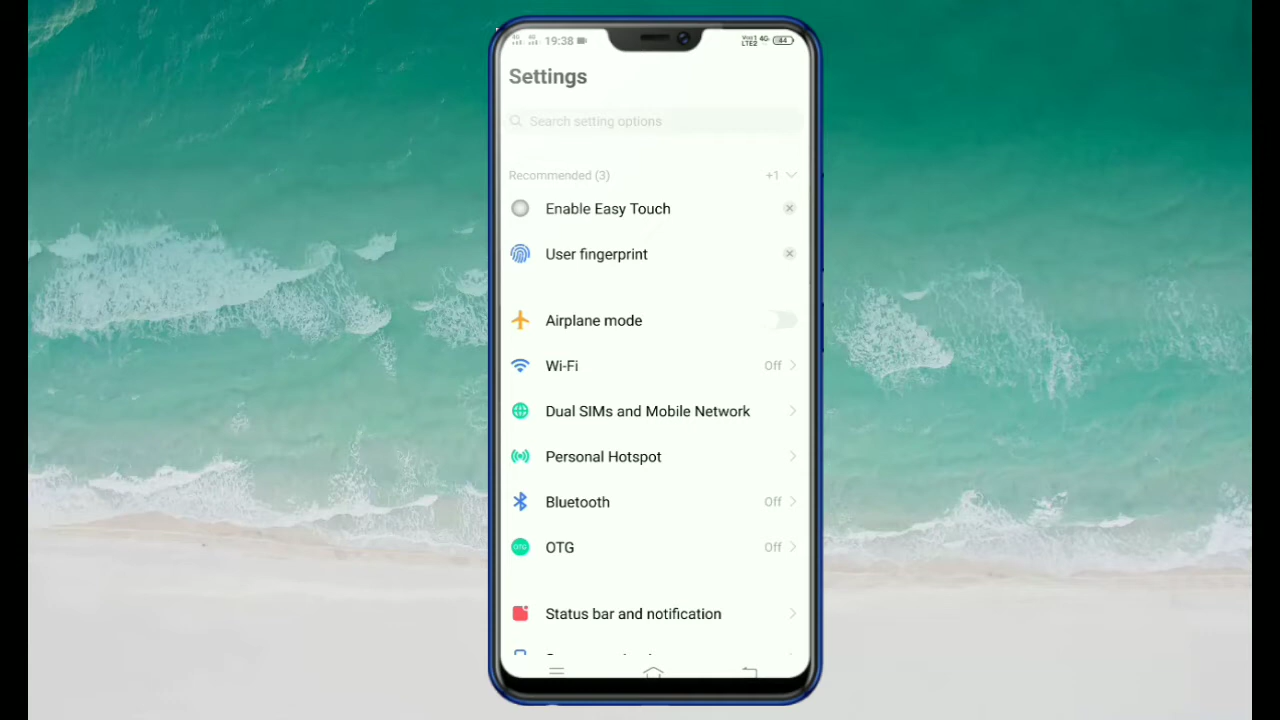 19:38
Settings
Search setting options
Recommended (3) +1
Enable Easy Touch
User fingerprint
Airplane mode
Wi-Fi Off
Dual SIMs and Mobile Network
Personal Hotspot
Bluetooth Off
OTG Off
Status bar and notification